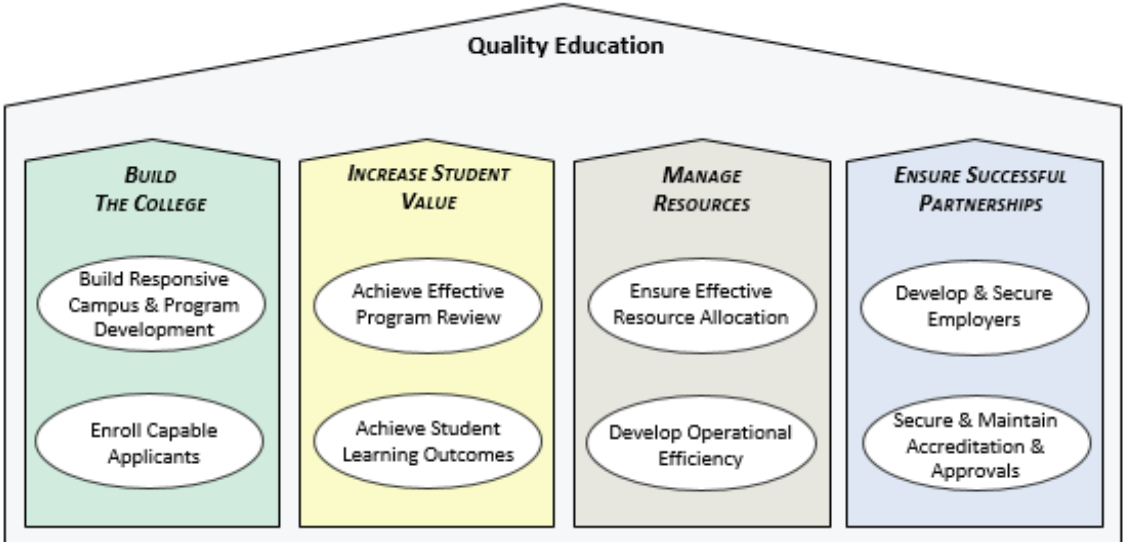 Quality Education
BUILD
THE COLLEGE
Build Responsive
Campus & Program
Development
Enroll Capable
Applicants
INCREASE STUDENT
VALUE
Achieve Effective
Program Review
Achieve Student
Learning Outcomes
MANAGE
RESOURCES
Ensure Effective
Resource Allocation
Develop Operational
Efficiency
ENSURE SUCCESSFUL
PARTNERSHIPS
Develop & Secure
Employers
Secure & Maintain
Accreditation &
Approvals